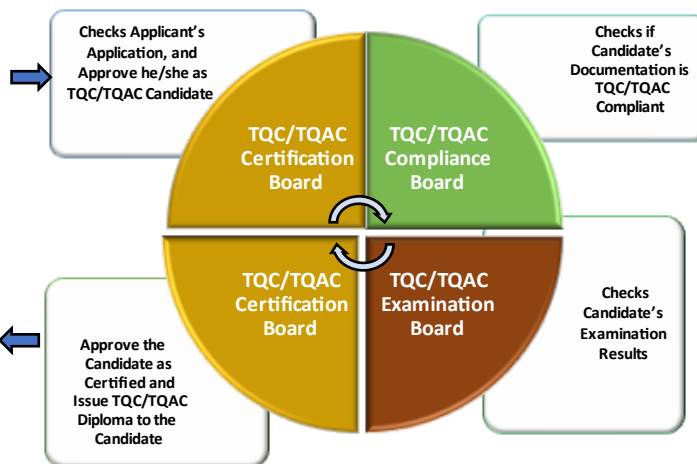 Checks Applicant's
Application, and
Approve he/she as
TQC/TQAC Candidate
Checks if
Candidate's
Documentation is
TQC/TQAC
Compliant
TQC/TQAC
Certification
Board
TQC/TQAC
Compliance
Board
TQC/TQAC
Certification
Board
TQC/TQAC
Examination
Board
Approve the
Candidate as
Certified and
Issue TQC/TQAC
Diploma to the
Candidate
Checks
Candidate's
Examination
Results